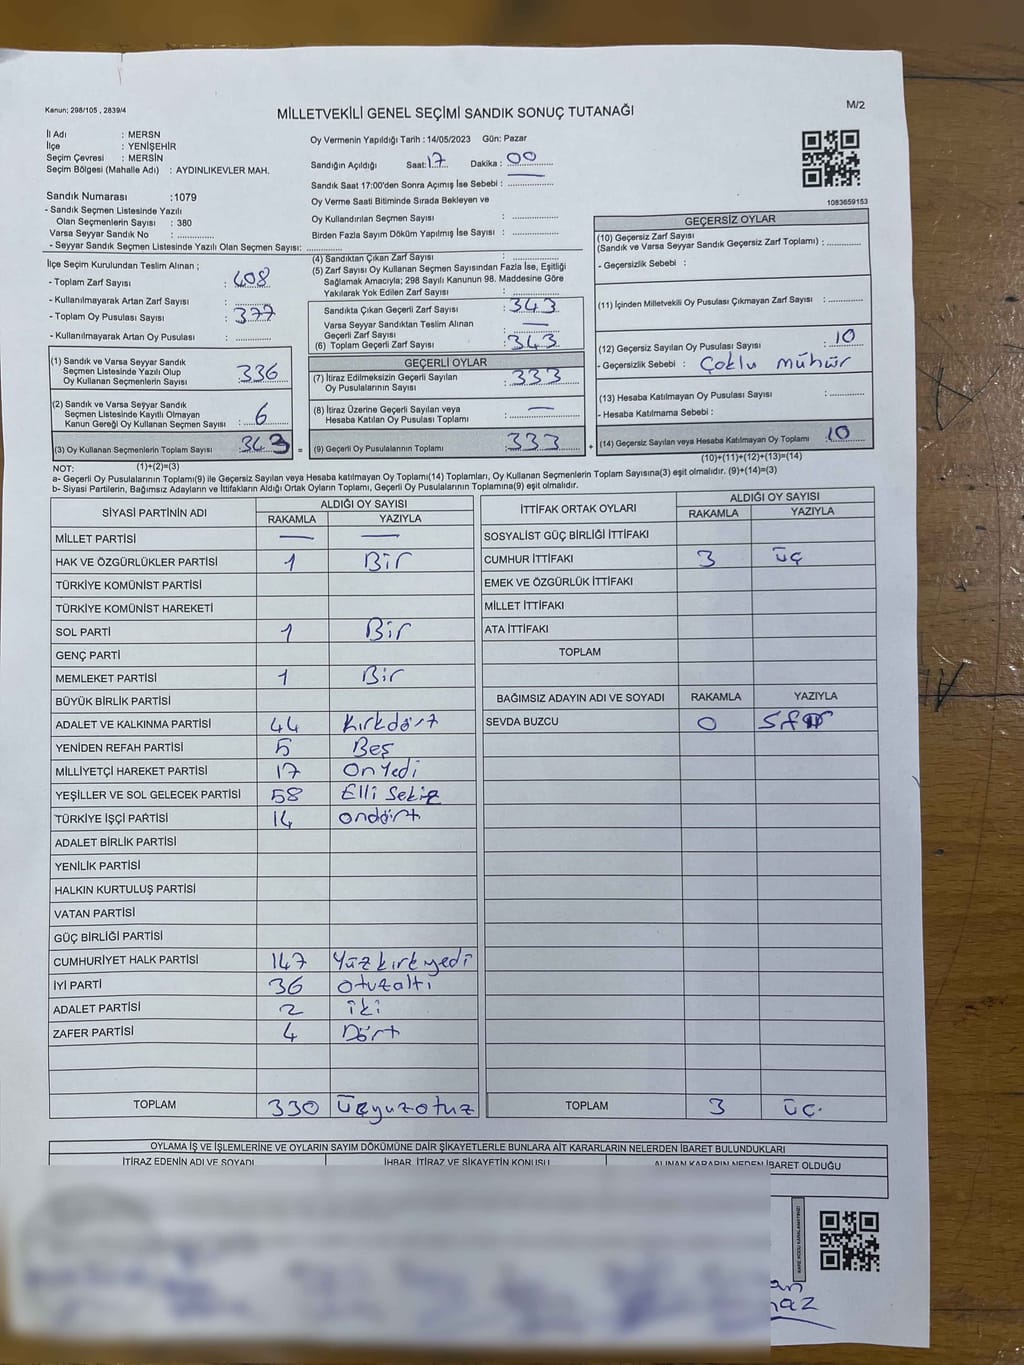 Kanun; 298/105 , 2839/4
MİLLETVEKİLİ GENEL SEÇİMİ SANDIK SONUÇ TUTANAĞI
M/2
İl Adı : MERSN
İlçe : YENİŞEHİR
Seçim Çevresi : MERSİN
Seçim Bölgesi (Mahalle Adı) : AYDINLIKEVLER MAH.
Oy Vermenin Yapıldığı Tarih : 14/05/2023 Gün: Pazar
Sandığın Açıldığı Saat: 17 Dakika : 00
Sandık Saat 17:00'den Sonra Açımış İse Sebebi :
Oy Verme Saati Bitiminde Sırada Bekleyen ve
Oy Kullandırılan Seçmen Sayısı :
Birden Fazla Sayım Döküm Yapılmış İse Sayısı :
1083659153
Sandık Numarası :1079
- Sandık Seçmen Listesinde Yazılı
Olan Seçmenlerin Sayısı : 380
Varsa Seyyar Sandık No :
- Seyyar Sandık Seçmen Listesinde Yazılı Olan Seçmen Sayısı:
İlçe Seçim Kurulundan Teslim Alınan ;
- Toplam Zarf Sayısı : 408
- Kullanılmayarak Artan Zarf Sayısı :
- Toplam Oy Pusulası Sayısı : 377
- Kullanılmayarak Artan Oy Pusulası :
(1) Sandık ve Varsa Seyyar Sandık
Seçmen Listesinde Yazılı Olup
Oy Kullanan Seçmenlerin Sayısı : 336
(2) Sandık ve Varsa Seyyar Sandık
Seçmen Listesinde Kayıtlı Olmayan
Kanun Gereği Oy Kullanan Seçmen Sayısı : 6
(3) Oy Kullanan Seçmenlerin Toplam Sayısı : 343 =
(1)+(2)=(3)
(4) Sandıktan Çıkan Zarf Sayısı :
(5) Zarf Sayısı Oy Kullanan Seçmen Sayısından Fazla İse, Eşitliği
Sağlamak Amacıyla; 298 Sayılı Kanunun 98. Maddesine Göre
Yakılarak Yok Edilen Zarf Sayısı :
Sandıkta Çıkan Geçerli Zarf Sayısı : 343
Varsa Seyyar Sandıktan Teslim Alınan
Geçerli Zarf Sayısı : —
(6) Toplam Geçerli Zarf Sayısı : 343
GEÇERLİ OYLAR
(7) İtiraz Edilmeksizin Geçerli Sayılan
Oy Pusulalarının Sayısı : 333
(8) İtiraz Üzerine Geçerli Sayılan veya
Hesaba Katılan Oy Pusulası Toplamı : —
(9) Geçerli Oy Pusulalarının Toplamı : 333 +
GEÇERSİZ OYLAR
(10) Geçersiz Zarf Sayısı
(Sandık ve Varsa Seyyar Sandık Geçersiz Zarf Toplamı) :
- Geçersizlik Sebebi :
(11) İçinden Milletvekili Oy Pusulası Çıkmayan Zarf Sayısı :
(12) Geçersiz Sayılan Oy Pusulası Sayısı : 10
- Geçersizlik Sebebi : Çoklu mühür
(13) Hesaba Katılmayan Oy Pusulası Sayısı :
- Hesaba Katılmama Sebebi :
(14) Geçersiz Sayılan veya Hesaba Katılmayan Oy Toplamı : 10
(10)+(11)+(12)+(13)=(14)
NOT:
a- Geçerli Oy Pusulalarının Toplamı(9) ile Geçersiz Sayılan veya Hesaba katılmayan Oy Toplamı(14) Toplamları, Oy Kullanan Seçmenlerin Toplam Sayısına(3) eşit olmalıdır. (9)+(14)=(3)
b- Siyasi Partilerin, Bağımsız Adayların ve İttifakların Aldığı Ortak Oyların Toplamı, Geçerli Oy Pusulalarının Toplamına(9) eşit olmalıdır.
SİYASİ PARTİNİN ADI ALDIĞI OY SAYISI
RAKAMLA YAZIYLA
MİLLET PARTİSİ — —
HAK VE ÖZGÜRLÜKLER PARTİSİ 1 Bir
TÜRKİYE KOMÜNİST PARTİSİ
TÜRKİYE KOMÜNİST HAREKETİ
SOL PARTİ 1 Bir
GENÇ PARTİ
MEMLEKET PARTİSİ 1 Bir
BÜYÜK BİRLİK PARTİSİ
ADALET VE KALKINMA PARTİSİ 44 Kırkdört
YENİDEN REFAH PARTİSİ 5 Beş
MİLLİYETÇİ HAREKET PARTİSİ 17 On Yedi
YEŞİLLER VE SOL GELECEK PARTİSİ 58 Elli Sekiz
TÜRKİYE İŞÇİ PARTİSİ 14 ondört
ADALET BİRLİK PARTİSİ
YENİLİK PARTİSİ
HALKIN KURTULUŞ PARTİSİ
VATAN PARTİSİ
GÜÇ BİRLİĞİ PARTİSİ
CUMHURİYET HALK PARTİSİ 147 Yüzkırkyedi
İYİ PARTİ 36 otuzaltı
ADALET PARTİSİ 2 iki
ZAFER PARTİSİ 4 Dört
TOPLAM 330 üçyuzotuz
İTTİFAK ORTAK OYLARI ALDIĞI OY SAYISI
RAKAMLA YAZIYLA
SOSYALİST GÜÇ BİRLİĞİ İTTİFAKI
CUMHUR İTTİFAKI 3 üç
EMEK VE ÖZGÜRLÜK İTTİFAKI
MİLLET İTTİFAKI
ATA İTTİFAKI
TOPLAM
BAĞIMSIZ ADAYIN ADI VE SOYADI RAKAMLA YAZIYLA
SEVDA BUZCU 0
TOPLAM 3 üç.
OYLAMA İŞ VE İŞLEMLERİNE VE OYLARIN SAYIM DÖKÜMÜNE DAİR ŞİKAYETLERLE BUNLARA AİT KARARLARIN NELERDEN İBARET BULUNDUKLARI
İTİRAZ EDENİN ADI VE SOYADI İHBAR, İTİRAZ VE ŞİKAYETİN KONUSU ALINAN KARARIN NEDEN İBARET OLDUĞU